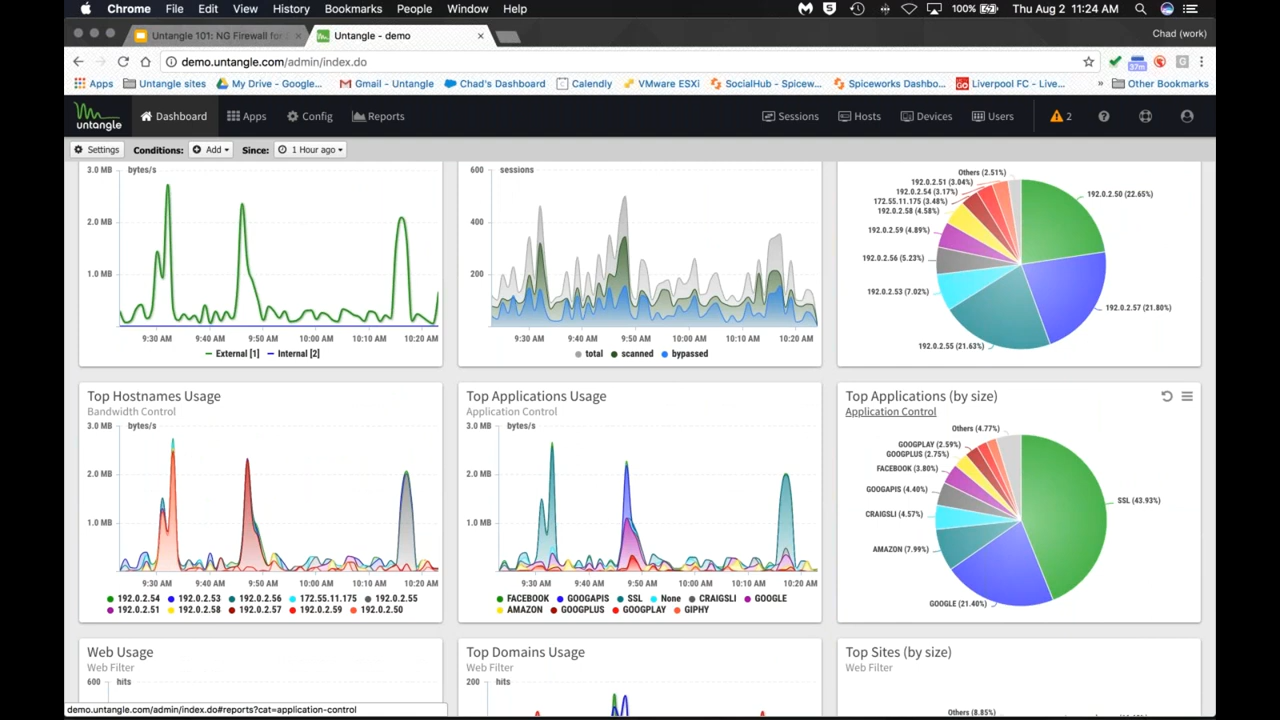 Chrome File Edit View History Bookmarks People Window Help 100% Thu Aug 2 11:24 AM
Untangle 101: NG Firewall for Untangle - demo Chad (work)
demo.untangle.com/admin/index.do 37m
Apps Untangle sites My Drive - Google... Gmail - Untangle Chad's Dashboard Calendly VMware ESXi SocialHub - Spicew... Spiceworks Dashbo... Liverpool FC - Live... » Other Bookmarks
untangle Dashboard Apps Config Reports Sessions Hosts Devices Users 2
Settings Conditions: Add Since: 1 Hour ago
3.0 MB bytes/s
2.0 MB
1.0 MB
9:30 AM 9:40 AM 9:50 AM 10:00 AM 10:10 AM 10:20 AM
External [1] Internal [2]
600 sessions
400
200
9:30 AM 9:40 AM 9:50 AM 10:00 AM 10:10 AM 10:20 AM
total scanned bypassed
Others (2.51%)
192.0.2.51 (3.04%)
192.0.2.54 (3.17%)
172.55.11.175 (3.48%)
192.0.2.58 (4.58%)
192.0.2.59 (4.89%)
192.0.2.56 (5.23%)
192.0.2.53 (7.02%)
192.0.2.55 (21.63%)
192.0.2.50 (22.65%)
192.0.2.57 (21.80%)
Top Hostnames Usage
Bandwidth Control
3.0 MB bytes/s
2.0 MB
1.0 MB
9:30 AM 9:40 AM 9:50 AM 10:00 AM 10:10 AM 10:20 AM
192.0.2.54 192.0.2.53 192.0.2.56 172.55.11.175 192.0.2.55
192.0.2.51 192.0.2.58 192.0.2.57 192.0.2.59 192.0.2.50
Top Applications Usage
Application Control
3.0 MB bytes/s
2.0 MB
1.0 MB
9:30 AM 9:40 AM 9:50 AM 10:00 AM 10:10 AM 10:20 AM
FACEBOOK GOOGAPIS SSL None CRAIGSLI GOOGLE
AMAZON GOOGPLUS GOOGPLAY GIPHY
Top Applications (by size)
Application Control
Others (4.77%)
GOOGPLAY (2.59%)
GOOGPLUS (2.75%)
FACEBOOK (3.80%)
GOOGAPIS (4.40%)
CRAIGSLI (4.57%)
AMAZON (7.99%)
GOOGLE (21.40%)
SSL (43.93%)
Web Usage
Web Filter
600 hits
Top Domains Usage
Web Filter
200 hits
Top Sites (by size)
Web Filter
Others (8.85%)
demo.untangle.com/admin/index.do#reports?cat=application-control